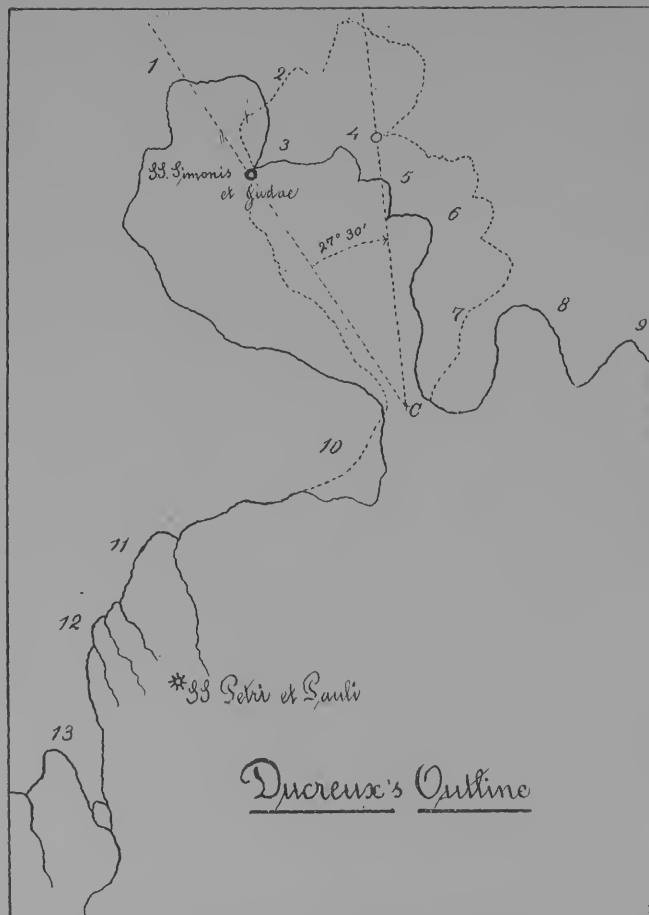 1
2
3
4
5
6
7
8
9
10
11
12
13
SS. Simonis
et Judae
27° 30'
C
SS Petri et Pauli
Ducreux's Outline